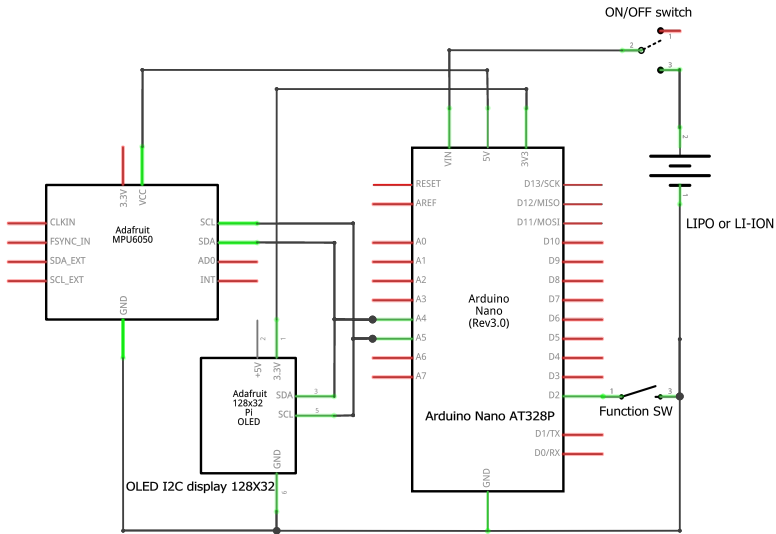 ON/OFF switch
1
2
3
VIN
5V
3V3
2
1
LIPO or LI-ION
3.3V
VCC
CLKIN
FSYNC_IN
SDA_EXT
SCL_EXT
Adafruit
MPU6050
SCL
SDA
AD0
INT
GND
RESET
AREF
A0
A1
A2
A3
A4
A5
A6
A7
Arduino
Nano
(Rev3.0)
D13/SCK
D12/MISO
D11/MOSI
D10
D9
D8
D7
D6
D5
D4
D3
D2
D1/TX
D0/RX
Arduino Nano AT328P
GND
1
3
Function SW
2
1
+5V
3.3V
Adafruit
128x32
Pi
OLED
SDA
3
SCL
5
GND
6
OLED I2C display 128X32